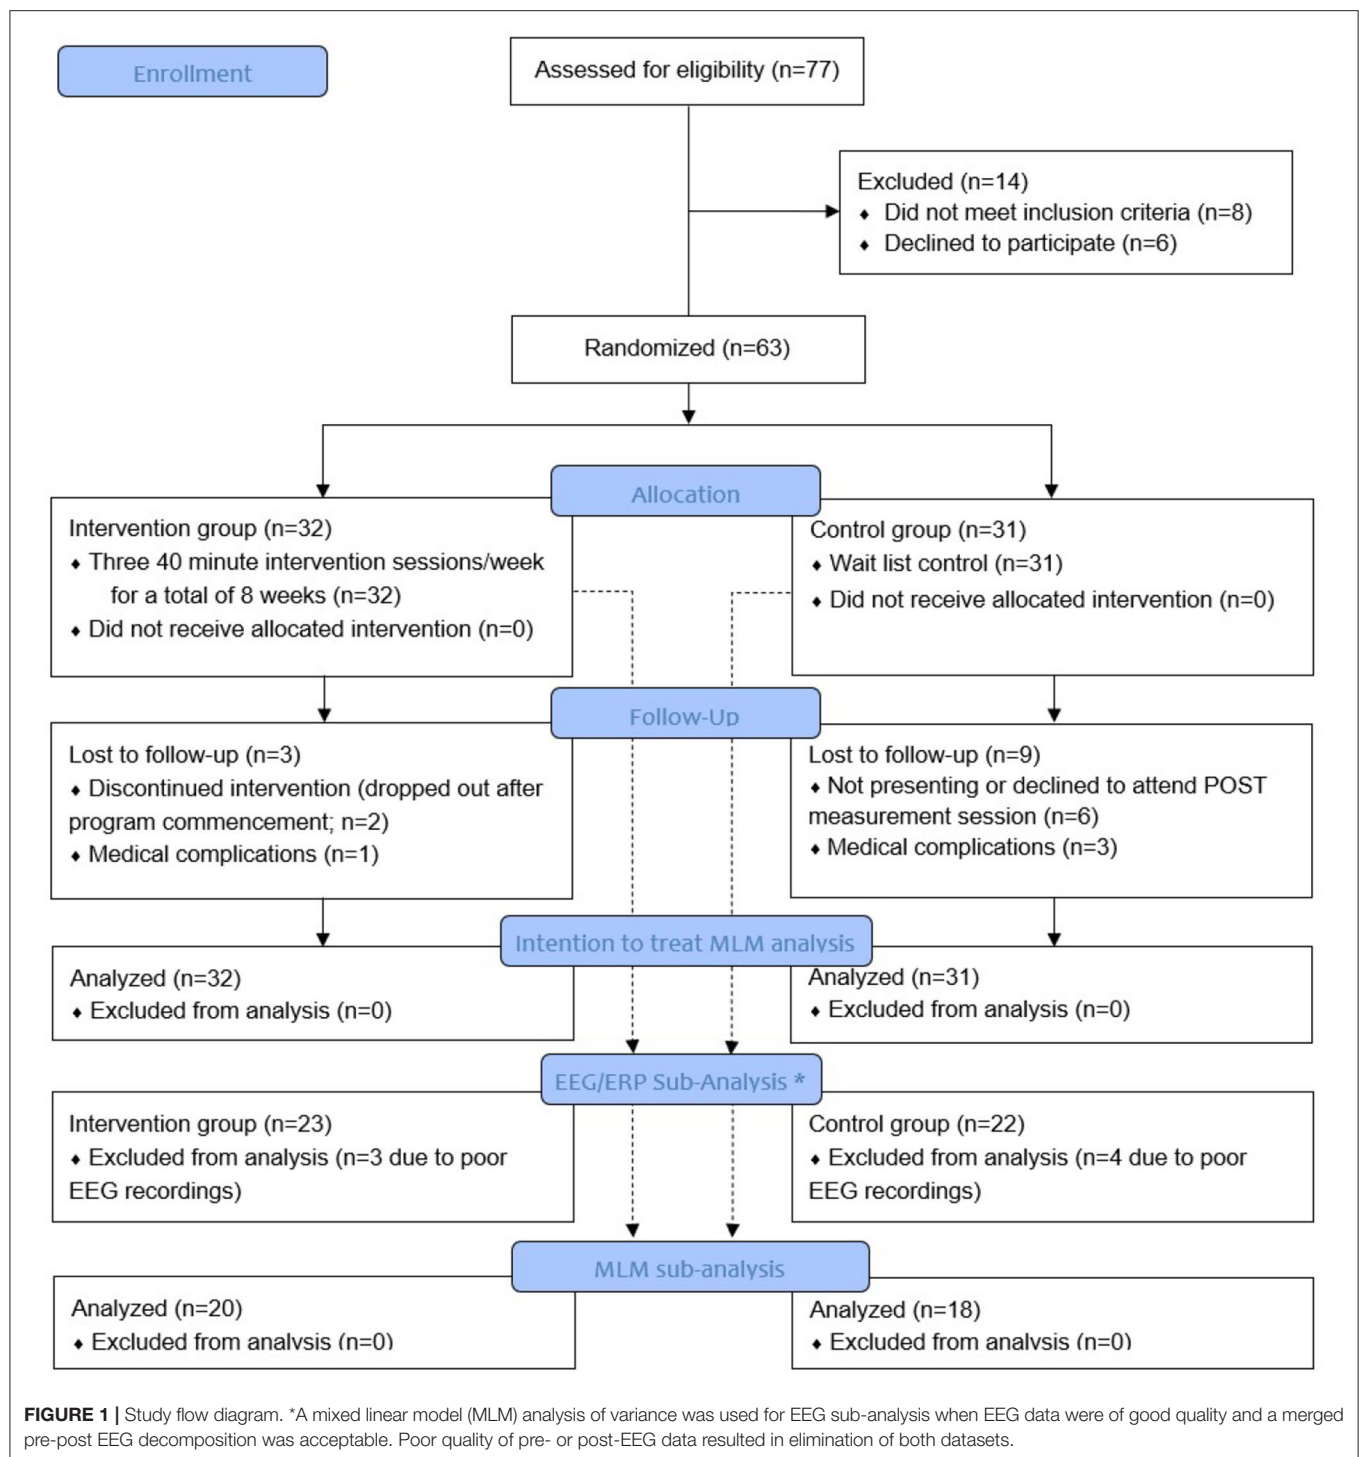 Enrollment
Assessed for eligibility (n=77)
Excluded (n=14)
♦ Did not meet inclusion criteria (n=8)
♦ Declined to participate (n=6)
Randomized (n=63)
Allocation
Intervention group (n=32)
♦ Three 40 minute intervention sessions/week
for a total of 8 weeks (n=32)
♦ Did not receive allocated intervention (n=0)
Control group (n=31)
♦ Wait list control (n=31)
♦ Did not receive allocated intervention (n=0)
Follow-Up
Lost to follow-up (n=3)
♦ Discontinued intervention (dropped out after
program commencement; n=2)
♦ Medical complications (n=1)
Lost to follow-up (n=9)
♦ Not presenting or declined to attend POST
measurement session (n=6)
♦ Medical complications (n=3)
Intention to treat MLM analysis
Analyzed (n=32)
♦ Excluded from analysis (n=0)
Analyzed (n=31)
♦ Excluded from analysis (n=0)
EEG/ERP Sub-Analysis *
Intervention group (n=23)
♦ Excluded from analysis (n=3 due to poor
EEG recordings)
Control group (n=22)
♦ Excluded from analysis (n=4 due to poor
EEG recordings)
MLM sub-analysis
Analyzed (n=20)
♦ Excluded from analysis (n=0)
Analyzed (n=18)
♦ Excluded from analysis (n=0)
FIGURE 1 | Study flow diagram. *A mixed linear model (MLM) analysis of variance was used for EEG sub-analysis when EEG data were of good quality and a merged
pre-post EEG decomposition was acceptable. Poor quality of pre- or post-EEG data resulted in elimination of both datasets.